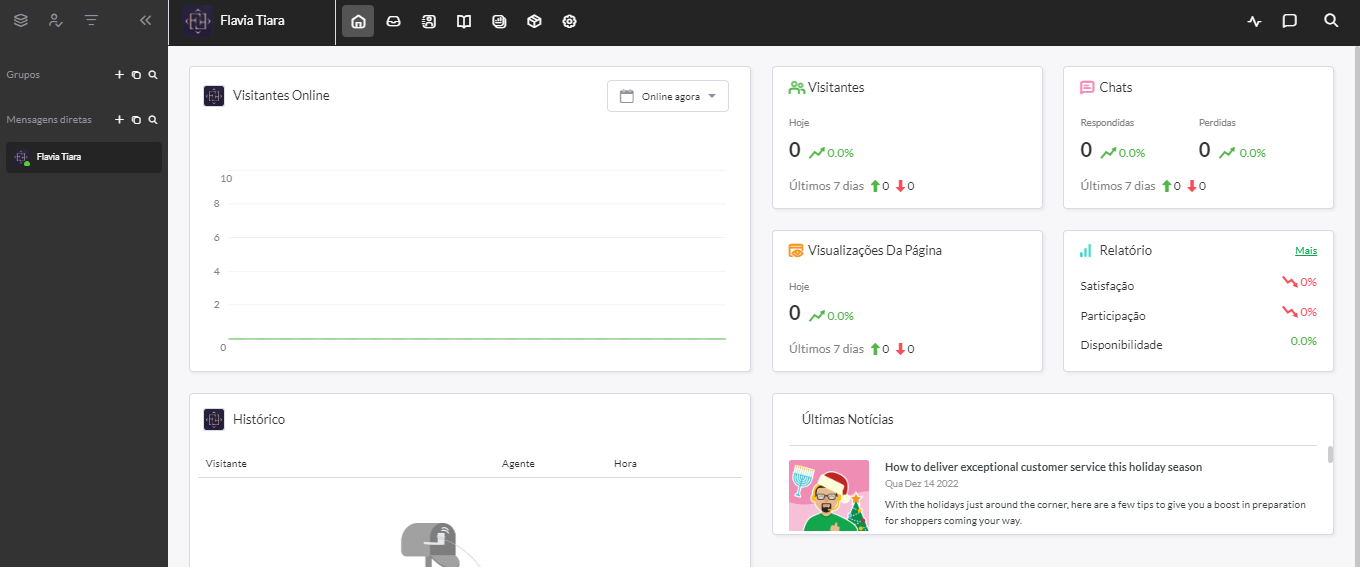 Flavia Tiara
Grupos
Mensagens diretas
Flavia Tiara
Visitantes Online
Online agora
10
8
6
4
2
0
Visitantes
Hoje
0 0.0%
Últimos 7 dias 0 0
Chats
Respondidas Perdidas
0 0.0% 0 0.0%
Últimos 7 dias 0 0
Visualizações Da Página
Hoje
0 0.0%
Últimos 7 dias 0 0
Relatório Mais
Satisfação 0%
Participação 0%
Disponibilidade 0.0%
Histórico
Visitante Agente Hora
Últimas Notícias
How to deliver exceptional customer service this holiday season
Qua Dez 14 2022
With the holidays just around the corner, here are a few tips to give you a boost in preparation
for shoppers coming your way.